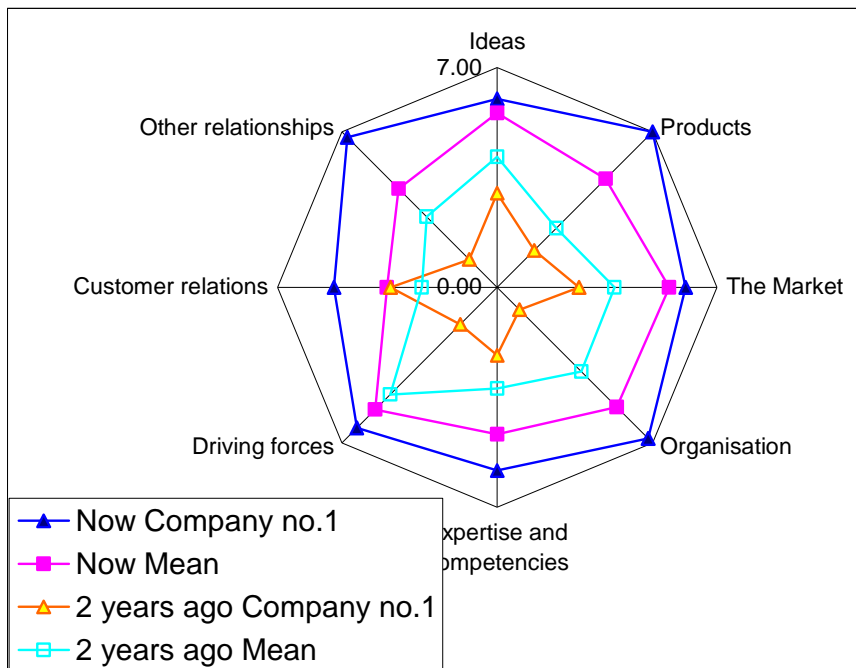 Ideas
7.00
Other relationships
Products
Customer relations
0.00
The Market
Driving forces
Organisation
xpertise and
ompetencies
Now Company no.1
Now Mean
2 years ago Company no.1
2 years ago Mean